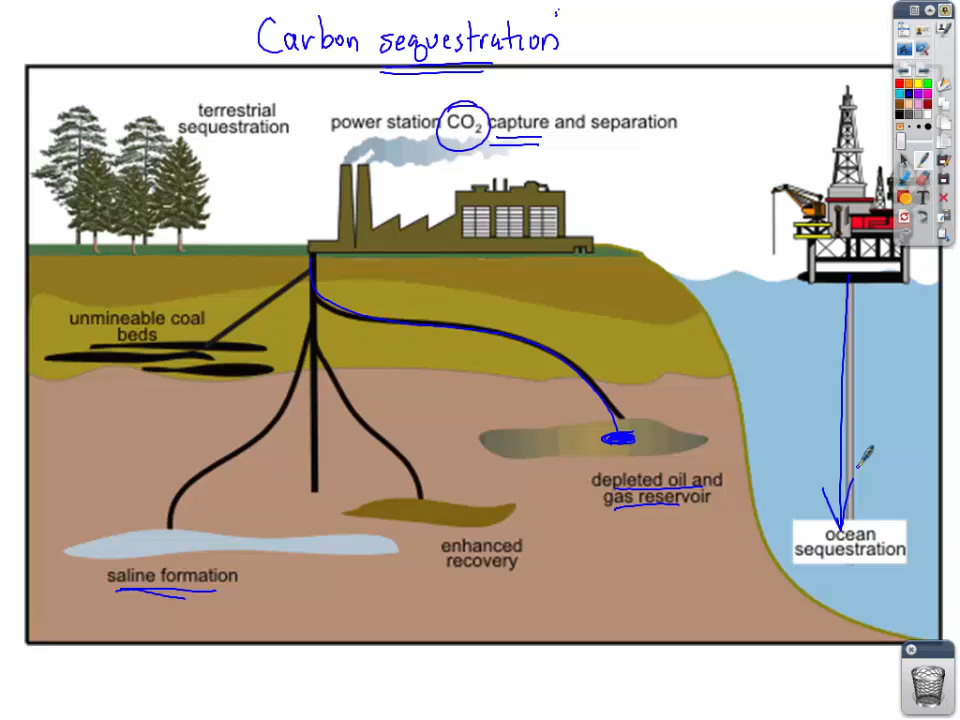 Carbon sequestration
terrestrial
sequestration
power station CO₂ capture and separation
unmineable coal
beds
depleted oil and
gas reservoir
ocean
sequestration
enhanced
recovery
saline formation
T